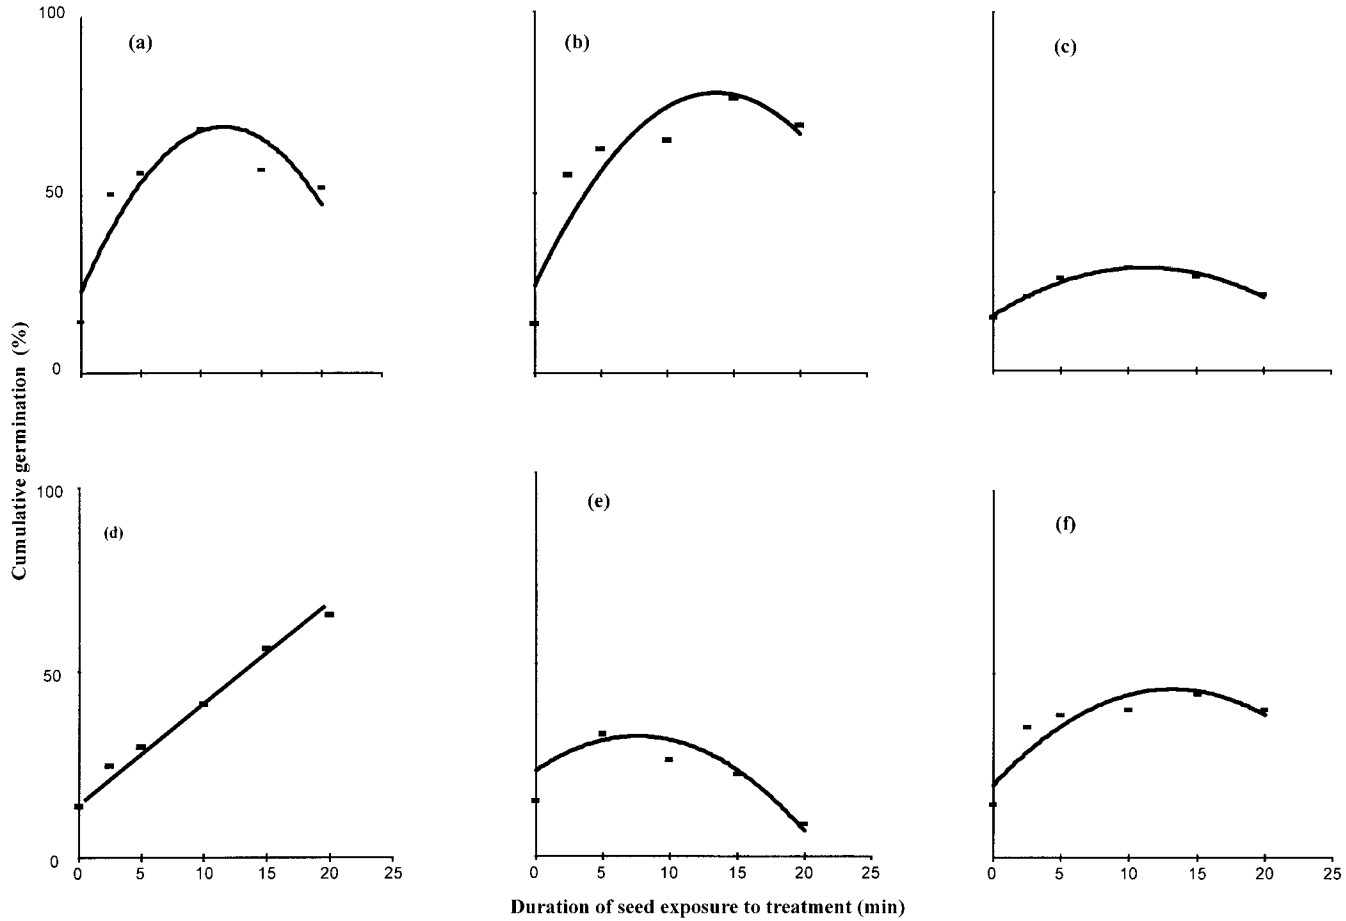 100
(a)
(b)
(c)
50
0
Cumulative germination (%)
100
(d)
(e)
(f)
50
0
0 5 10 15 20 25
0 5 10 15 20 25
0 5 10 15 20 25
Duration of seed exposure to treatment (min)